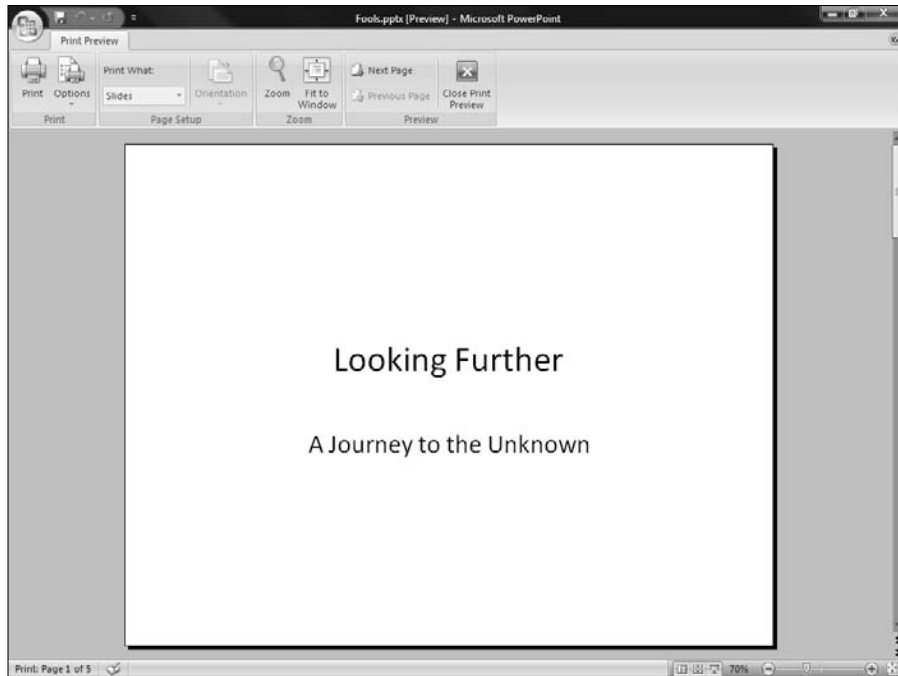 Fools.pptx [Preview] - Microsoft PowerPoint
Print Preview
Print What:
Slides
Print
Options
Orientation
Zoom
Fit to
Window
Next Page
Previous Page
Close Print
Preview
Print
Page Setup
Zoom
Preview
Looking Further
A Journey to the Unknown
Print: Page 1 of 5
70%